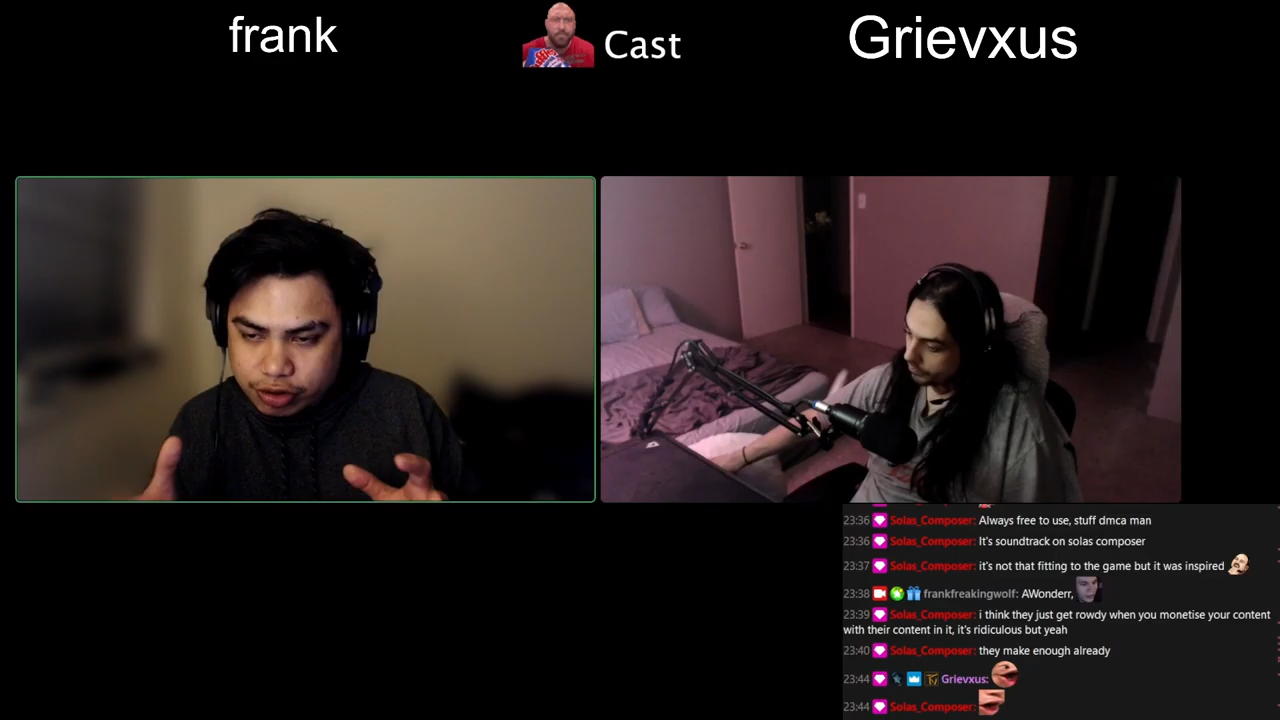 frank
Cast
Grievxus
23:36 Solas_Composer: Always free to use, stuff dmca man
23:36 Solas_Composer: It's soundtrack on solas composer
23:37 Solas_Composer: it's not that fitting to the game but it was inspired
23:38 frankfreakingwolf: AWonderr,
23:39 Solas_Composer: i think they just get rowdy when you monetise your content
with their content in it, it's ridiculous but yeah
23:40 Solas_Composer: they make enough already
23:44 Grievxus:
23:44 Solas_Composer: